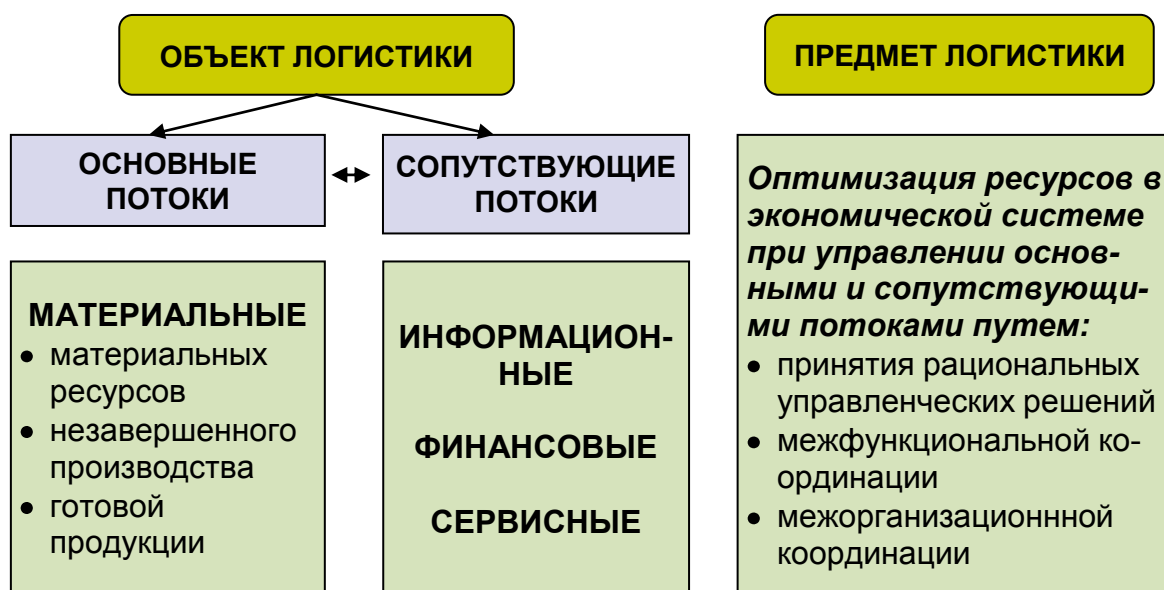 ОБЪЕКТ ЛОГИСТИКИ
ПРЕДМЕТ ЛОГИСТИКИ
ОСНОВНЫЕ
ПОТОКИ
СОПУТСТВУЮЩИЕ
ПОТОКИ
МАТЕРИАЛЬНЫЕ
• материальных
ресурсов
• незавершенного
производства
• готовой
продукции
ИНФОРМАЦИОН-
НЫЕ
ФИНАНСОВЫЕ
СЕРВИСНЫЕ
Оптимизация ресурсов в
экономической системе
при управлении основ-
ными и сопутствующи-
ми потоками путем:
• принятия рациональных
управленческих решений
• межфункциональной ко-
ординации
• межорганизационнной
координации